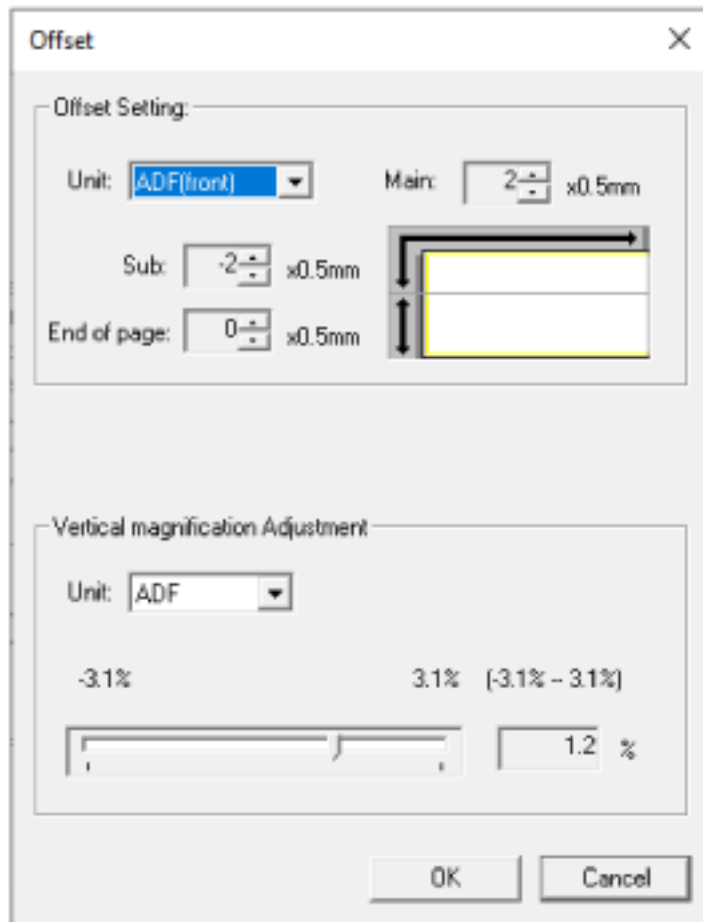 Offset
Offset Setting:
Unit: ADF(front) Main: 2 x0.5mm
Sub: -2 x0.5mm
End of page: 0 x0.5mm
Vertical magnification Adjustment
Unit: ADF
-3.1% 3.1% (-3.1% -- 3.1%)
1.2 %
OK Cancel